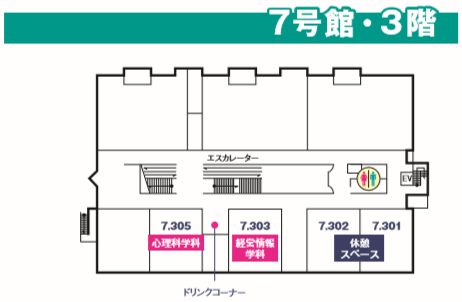 7号館・3階
エスカレーター
EV
7.305
心理科学科
7.303
経営情報
学科
7.302
7.301
休憩
スペース
ドリンクコーナー